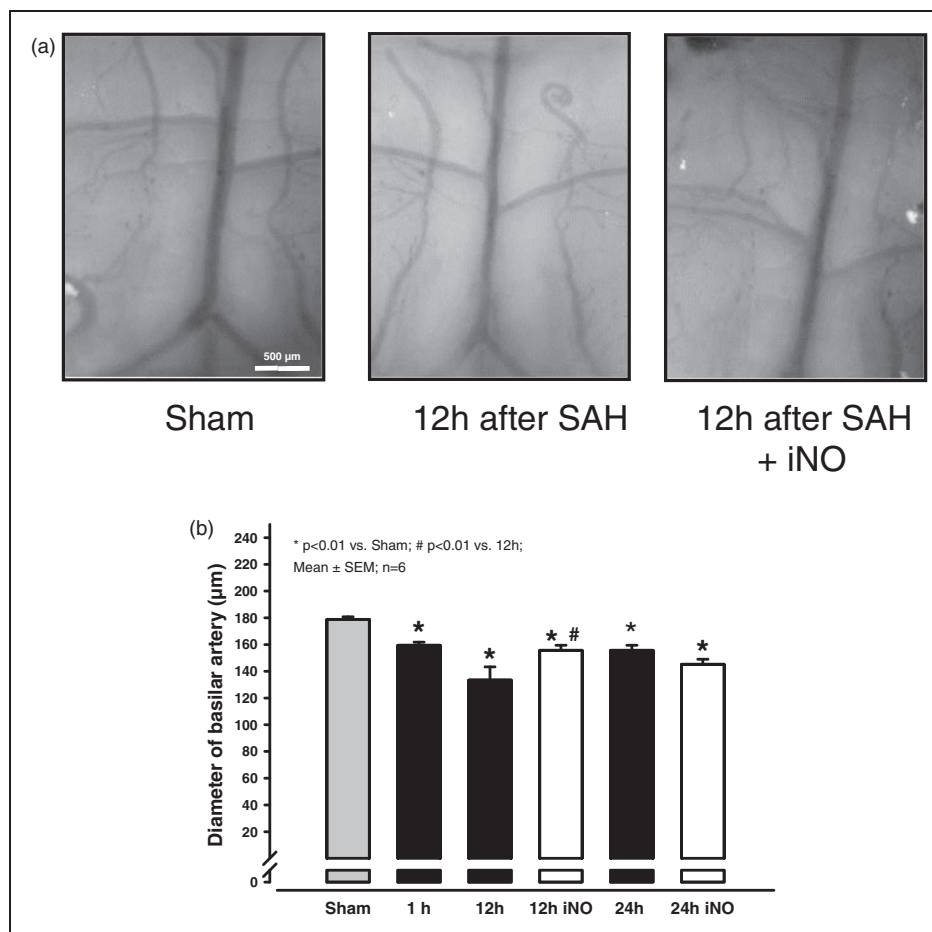 (a)
500 µm
Sham
12h after SAH
12h after SAH
+ iNO
(b)
* p<0.01 vs. Sham; # p<0.01 vs. 12h;
Mean ± SEM; n=6
Diameter of basilar artery (µm)
240
220
200
180
160
140
120
100
80
60
40
20
0
*
*
* #
*
*
Sham 1 h 12h 12h iNO 24h 24h iNO